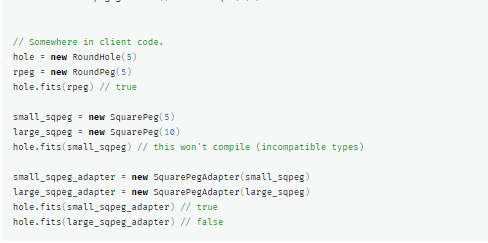 // Somewhere in client code.
hole = new RoundHole(5)
rpeg = new RoundPeg(5)
hole.fits(rpeg) // true
small_sqpeg = new SquarePeg(5)
large_sqpeg = new SquarePeg(10)
hole.fits(small_sqpeg) // this won't compile (incompatible types)
small_sqpeg_adapter = new SquarePegAdapter(small_sqpeg)
large_sqpeg_adapter = new SquarePegAdapter(large_sqpeg)
hole.fits(small_sqpeg_adapter) // true
hole.fits(large_sqpeg_adapter) // false